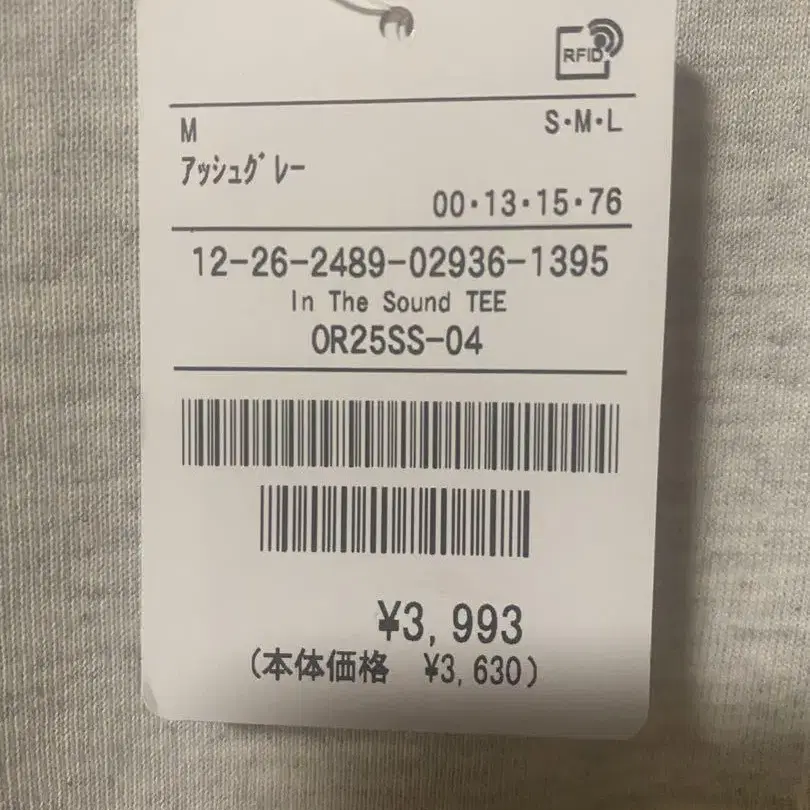 RFID
M S・M・L
アッシュグレー
00・13・15・76
12-26-2489-02936-1395
In The Sound TEE
OR25SS-04
¥3,993
(本体価格 ¥3,630)